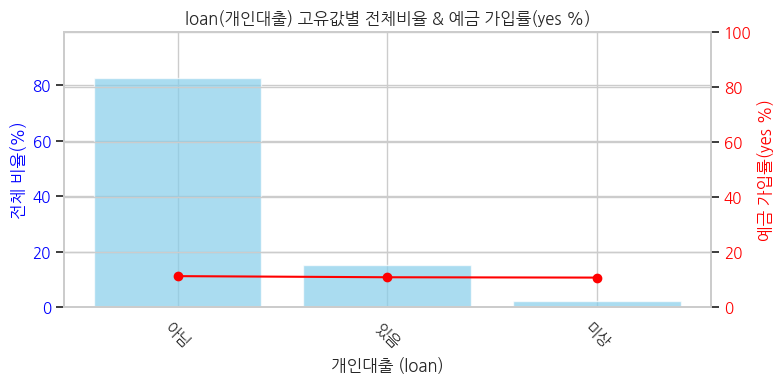 loan(개인대출) 고유값별 전체비율 & 예금 가입률(yes %)
전체 비율(%)
80
60
40
20
0
100
80
60
40
20
0
예금 가입률(yes %)
아님
있음
미상
개인대출 (loan)